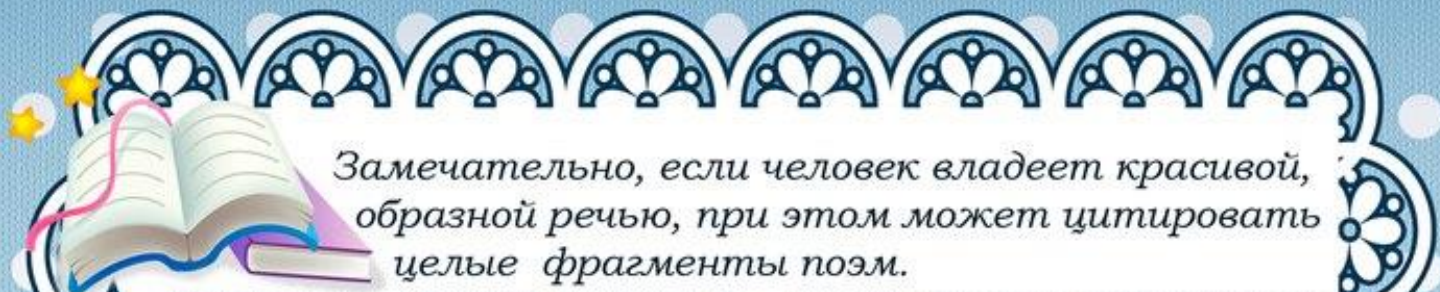 Замечательно, если человек владеет красивой,
образной речью, при этом может цитировать
целые фрагменты поэм.